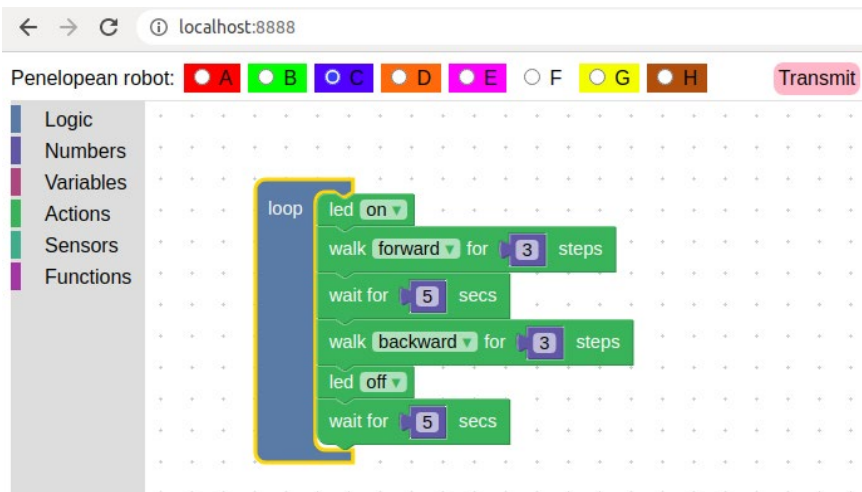 localhost:8888
Penelopean robot: A B C D E F G H Transmit
Logic
Numbers
Variables
Actions
Sensors
Functions
loop
led on
walk forward for 3 steps
wait for 5 secs
walk backward for 3 steps
led off
wait for 5 secs